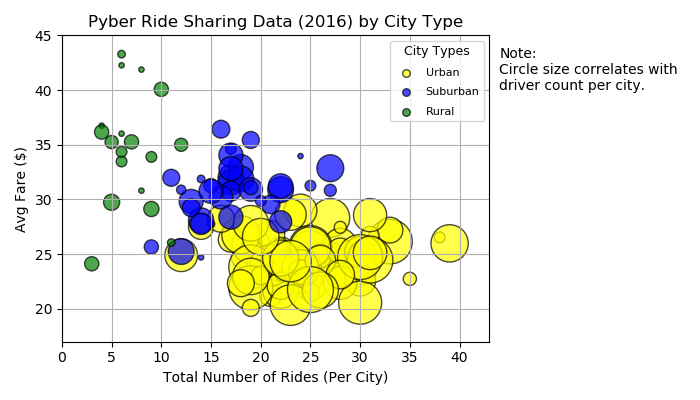 Pyber Ride Sharing Data (2016) by City Type
45
40
35
30
25
20
Avg Fare ($)
0
5
10
15
20
25
30
35
40
Total Number of Rides (Per City)
City Types
Urban
Suburban
Rural
Note:
Circle size correlates with
driver count per city.